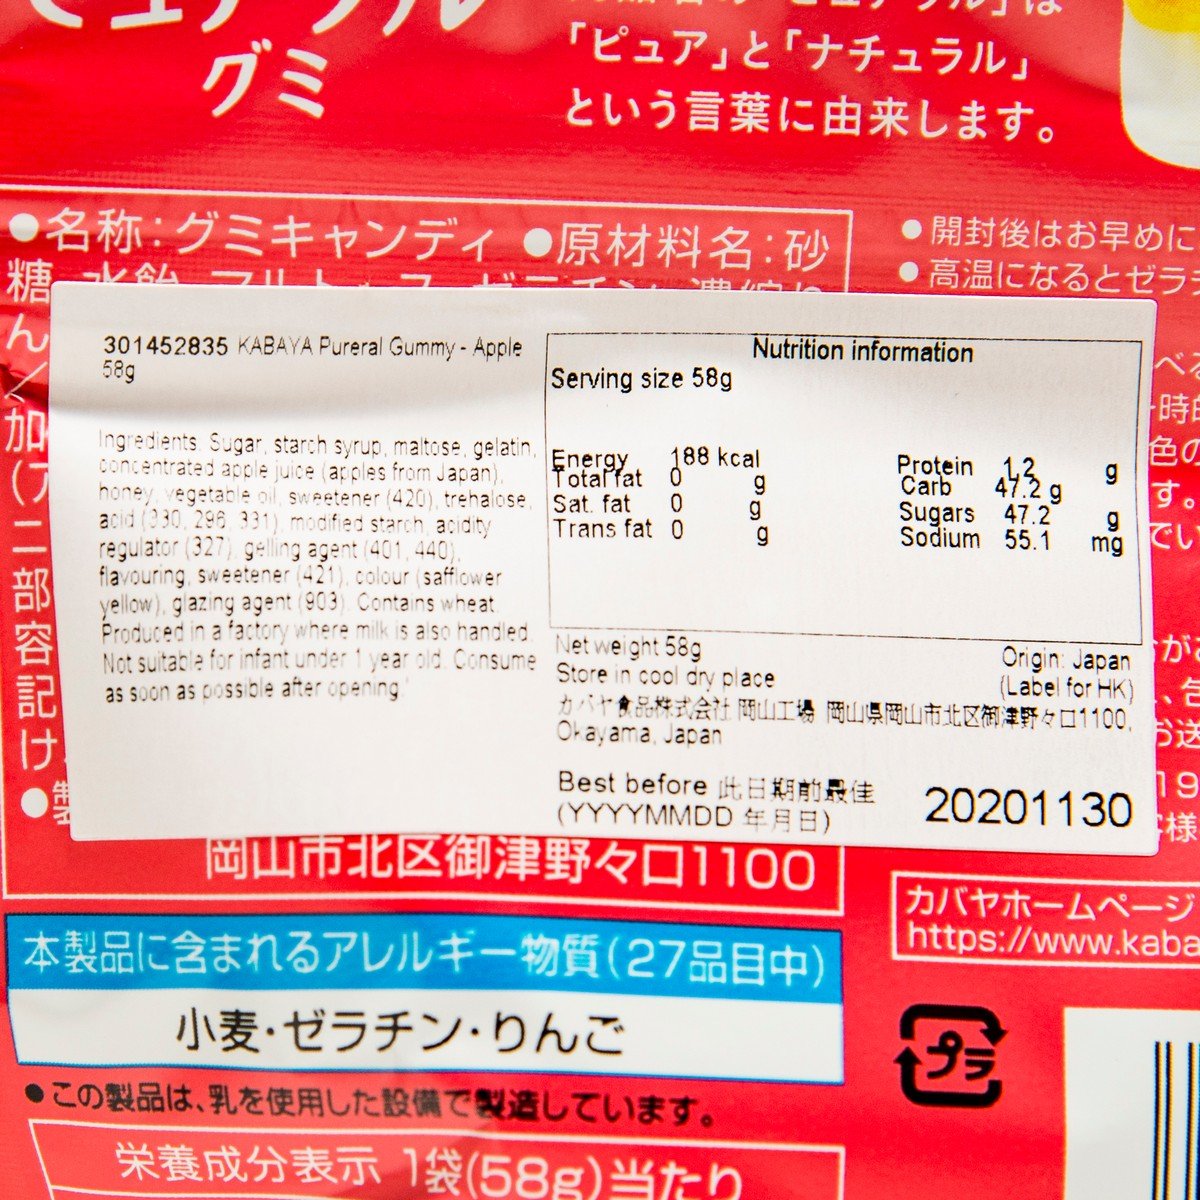 グミ
「ピュア」と「ナチュラル」
という言葉に由来します。
●名称:グミキャンディ ●原材料名:砂
糖
ん
/
加
ニ
部
容
記
け
●製
● 開封後はお早めに
● 高温になるとゼラ
301452835 KABAYA Pureral Gummy - Apple
58g
Ingredients: Sugar, starch syrup, maltose, gelatin,
concentrated apple juice (apples from Japan),
honey, vegetable oil, sweetener (420), trehalose,
acid (330, 296, 331), modified starch, acidity
regulator (327), gelling agent (401, 440),
flavouring, sweetener (421), colour (safflower
yellow), glazing agent (903). Contains wheat.
Produced in a factory where milk is also handled.
Not suitable for infant under 1 year old. Consume
as soon as possible after opening.
Nutrition information
Serving size 58g
Energy 188 kcal
Total fat 0 g
Sat. fat 0 g
Trans fat 0 g
Protein 1.2 g
Carb 47.2 g
Sugars 47.2 g
Sodium 55.1 mg
Net weight 58g
Store in cool dry place
Origin: Japan
(Label for HK)
カバヤ食品株式会社 岡山工場 岡山県岡山市北区御津野々口1100,
Okayama, Japan
Best before 此日期前最佳
(YYYYMMDD 年月日)
20201130
岡山市北区御津野々口1100
本製品に含まれるアレルギー物質(27品目中)
小麦・ゼラチン・りんご
●この製品は、乳を使用した設備で製造しています。
栄養成分表示 1袋(58g)当たり
カバヤホームページ
https://www.kaba
プラ